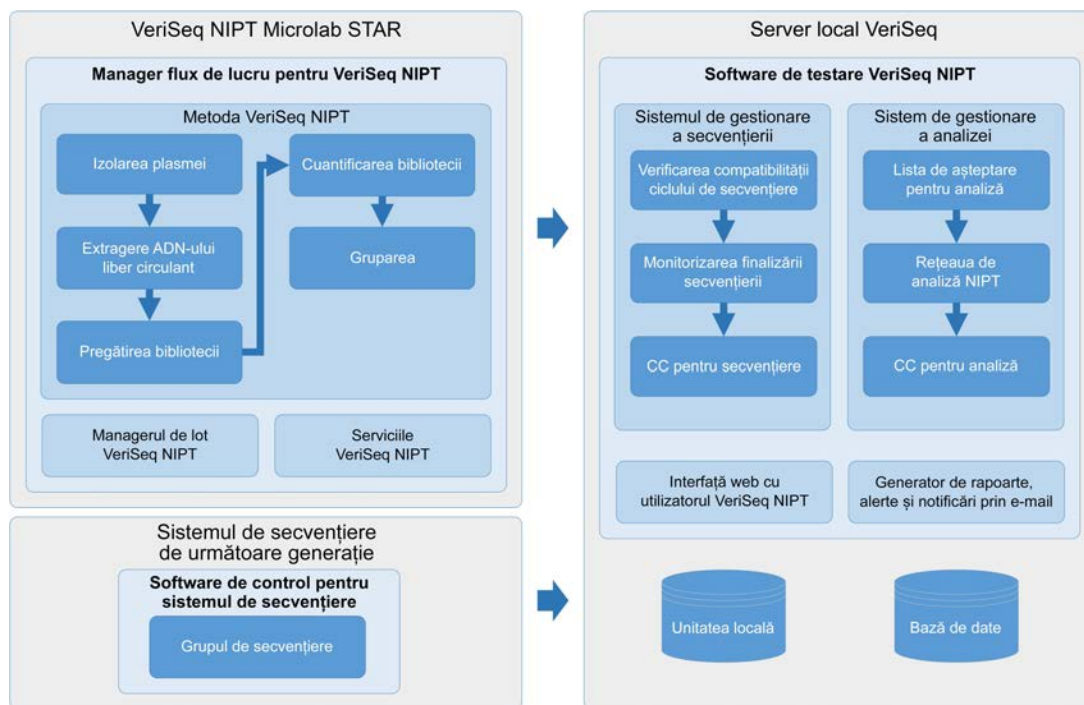 VeriSeq NIPT Microlab STAR
Manager flux de lucru pentru VeriSeq NIPT
Metoda VeriSeq NIPT
Izolarea plasmei
Extragere ADN-ului
liber circulant
Pregătirea bibliotecii
Cuantificarea bibliotecii
Gruparea
Managerul de lot
VeriSeq NIPT
Serviciile
VeriSeq NIPT
Sistemul de secvențiere
de următoare generație
Software de control pentru
sistemul de secvențiere
Grupul de secvențiere
Server local VeriSeq
Software de testare VeriSeq NIPT
Sistemul de gestionare
a secvențierii
Verificarea compatibilității
ciclului de secvențiere
Monitorizarea finalizării
secvențierii
CC pentru secvențiere
Sistem de gestionare
a analizei
Lista de așteptare
pentru analiză
Rețeaua de
analiză NIPT
CC pentru analiză
Interfață web cu
utilizatorul VeriSeq NIPT
Generator de rapoarte,
alerte și notificări prin e-mail
Unitatea locală
Bază de date